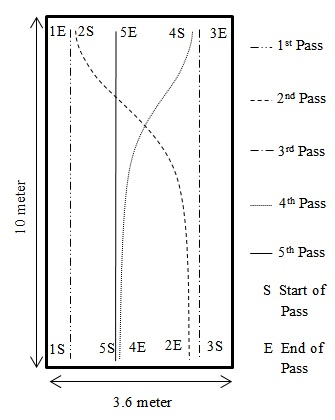 1E 2S 5E 4S 3E
1S 5S 4E 2E 3S
10 meter
3.6 meter
1st Pass
2nd Pass
3rd Pass
4th Pass
5th Pass
S Start of
Pass
E End of
Pass